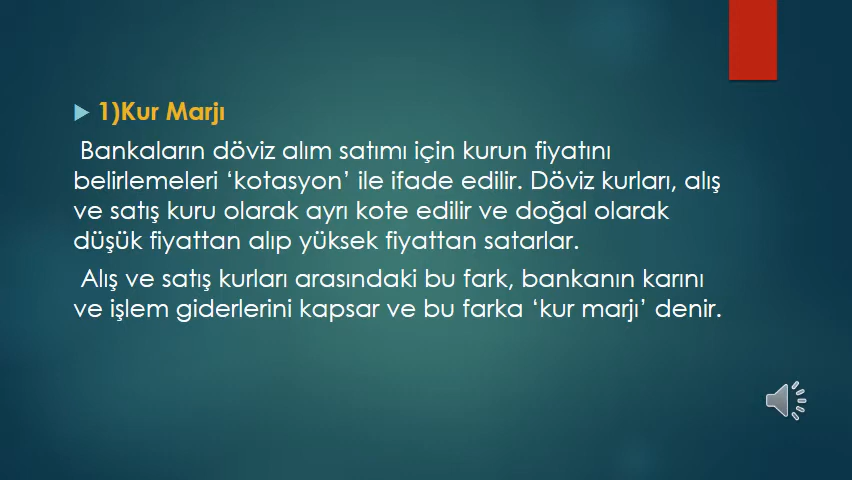 1)Kur Marjı
Bankaların döviz alım satımı için kurun fiyatını
belirlemeleri ‘kotasyon’ ile ifade edilir. Döviz kurları, alış
ve satış kuru olarak ayrı kote edilir ve doğal olarak
düşük fiyattan alıp yüksek fiyattan satarlar.
Alış ve satış kurları arasındaki bu fark, bankanın karını
ve işlem giderlerini kapsar ve bu farka ‘kur marjı’ denir.